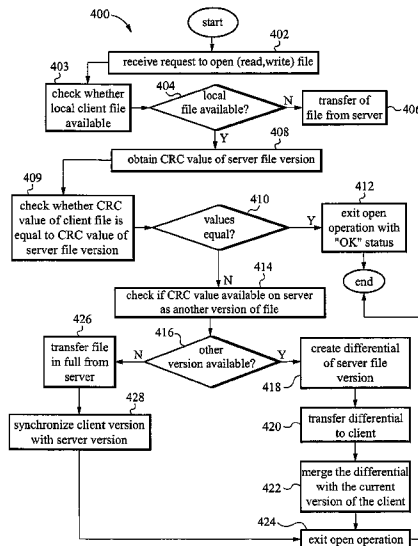 400
start
402
receive request to open (read,write) file
403
check whether
local client file
available
404
local
file available?
N
transfer of
file from server
406
Y
408
obtain CRC value of server file version
409
check whether CRC
value of client file is
equal to CRC value of
server file version
410
values
equal?
Y
412
exit open
operation with
"OK" status
end
N
414
check if CRC value available on server
as another version of file
416
other
version available?
N
426
transfer file
in full from
server
428
synchronize client version
with server version
Y
create differential
of server file
version
418
transfer differential
to client
420
merge the differential
with the current
version of the client
422
424
exit open operation